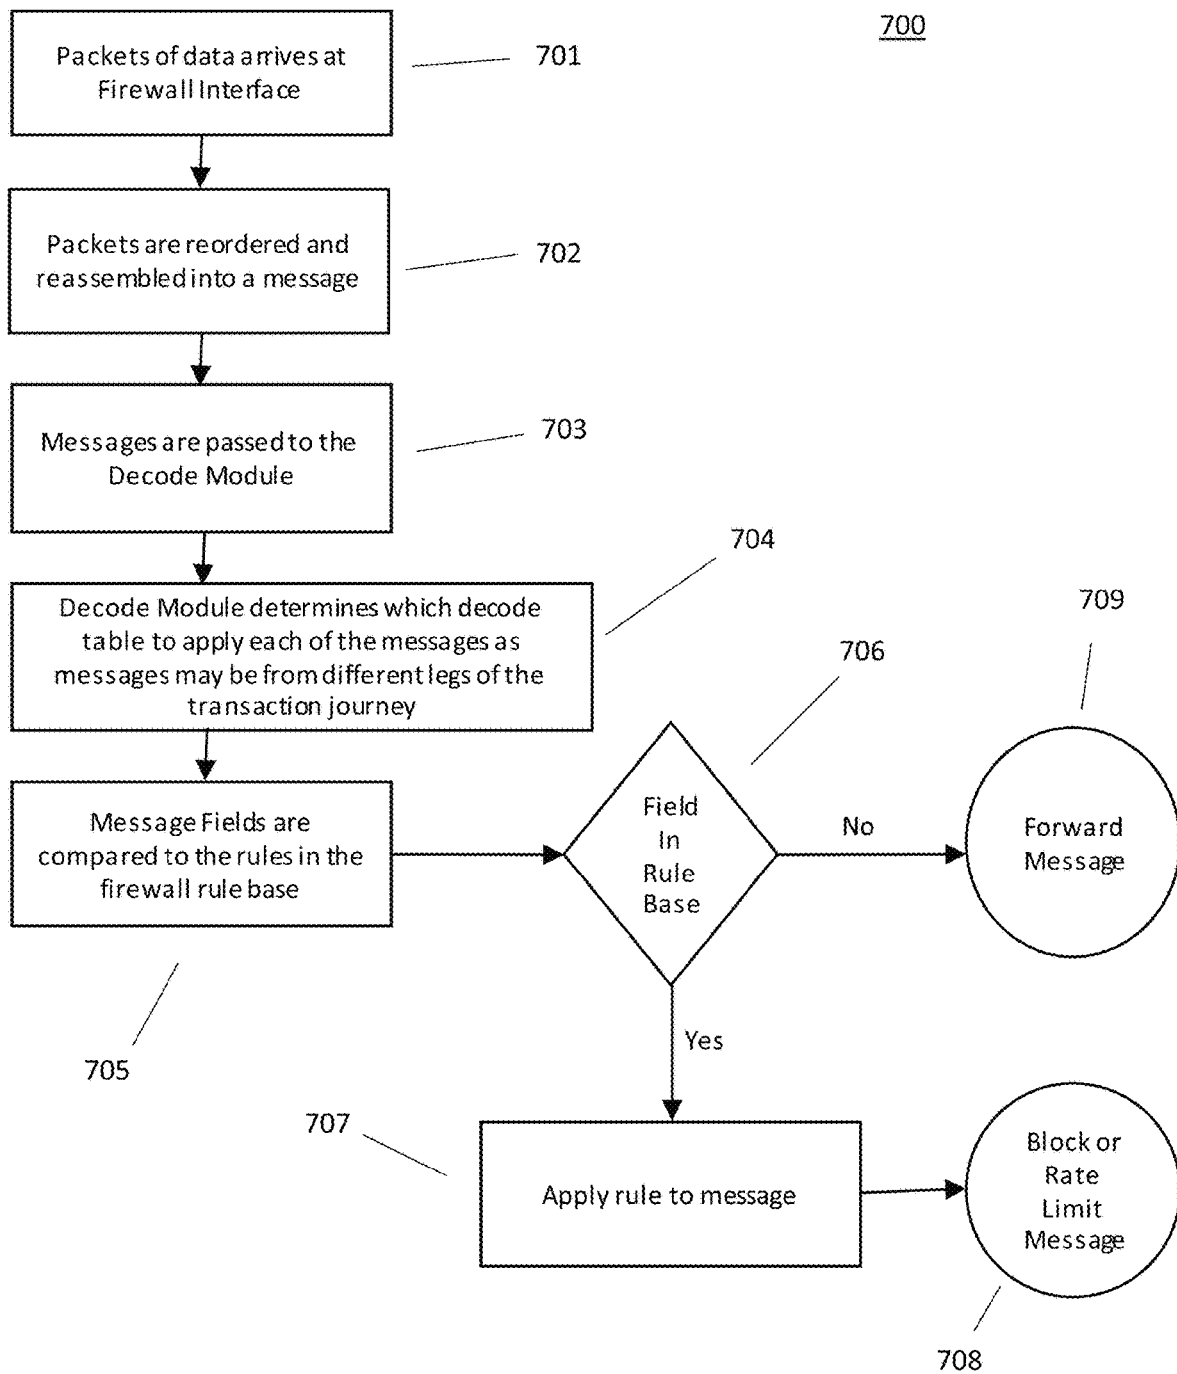 700
Packets of data arrives at
Firewall Interface
701
Packets are reordered and
reassembled into a message
702
Messages are passed to the
Decode Module
703
704
Decode Module determines which decode
table to apply each of the messages as
messages may be from different legs of the
transaction journey
709
706
Message Fields are
compared to the rules in the
firewall rule base
705
Field
In
Rule
Base
No
Forward
Message
Yes
707
Apply rule to message
Block or
Rate
Limit
Message
708